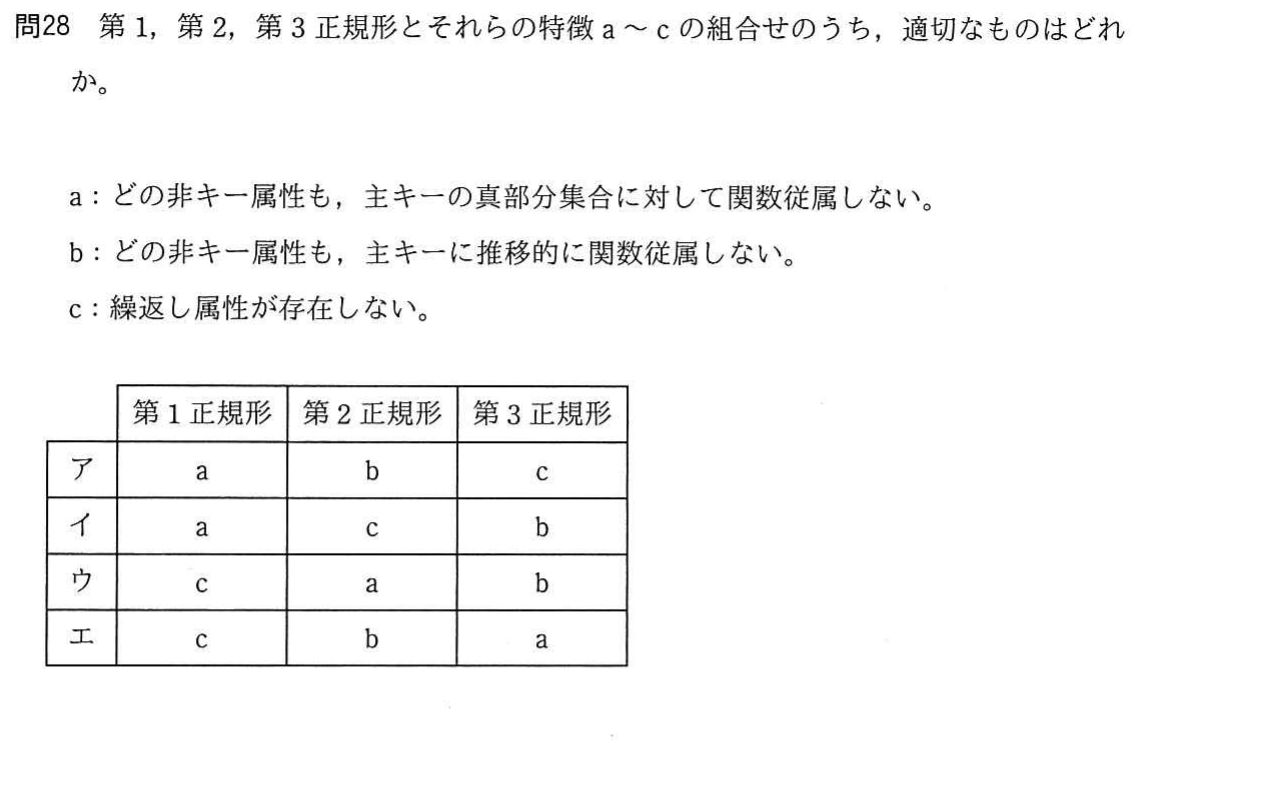 問28 第 1，第 2，第 3 正規形とそれらの特徴 a ～ c の組合せのうち，適切なものはどれ
か。
a：どの非キー属性も，主キーの真部分集合に対して関数従属しない。
b：どの非キー属性も，主キーに推移的に関数従属しない。
c：繰返し属性が存在しない。
第 1 正規形 第 2 正規形 第 3 正規形
ア a b c
イ a c b
ウ c a b
エ c b a